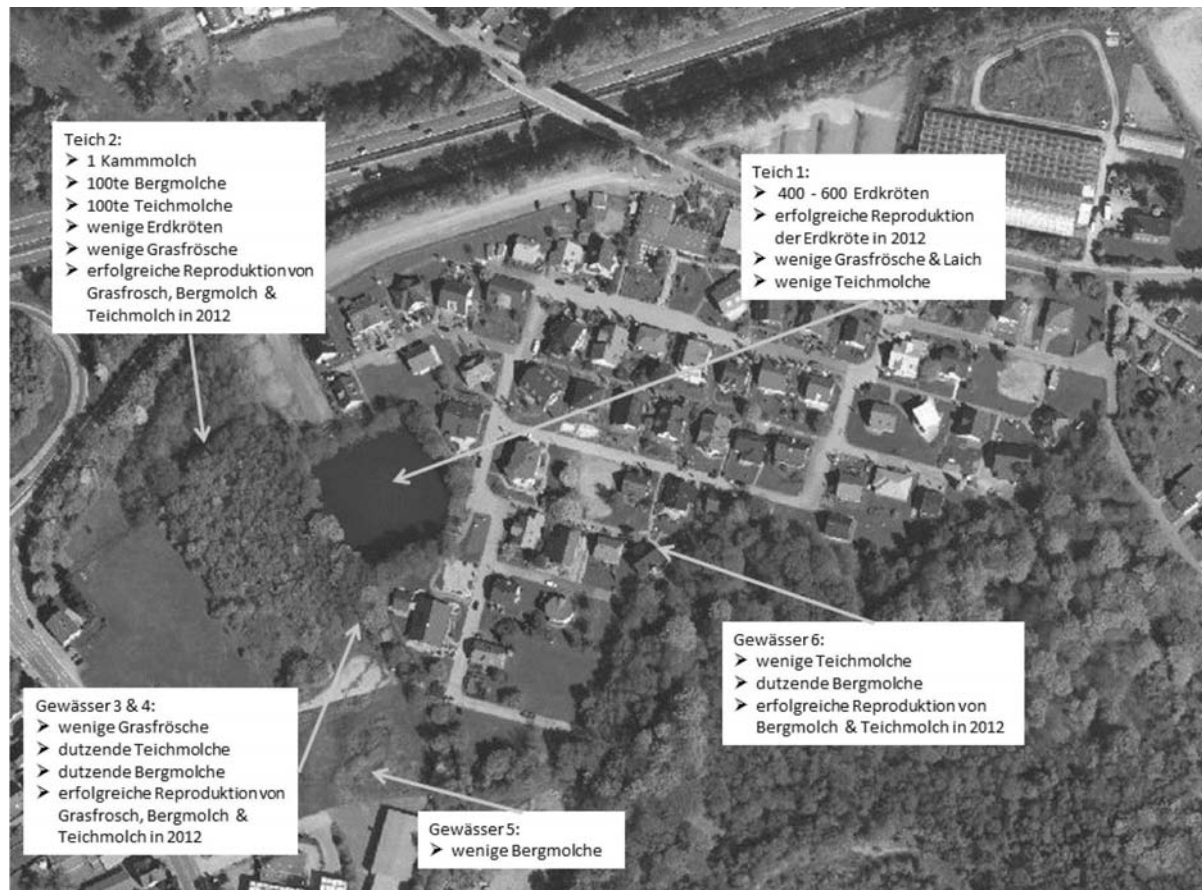 Teich 2:
➢ 1 Kammmolch
➢ 100te Bergmolche
➢ 100te Teichmolche
➢ wenige Erdkröten
➢ wenige Grasfrösche
➢ erfolgreiche Reproduktion von
Grasfrosch, Bergmolch &
Teichmolch in 2012
Teich 1:
➢ 400 - 600 Erdkröten
➢ erfolgreiche Reproduktion
der Erdkröte in 2012
➢ wenige Grasfrösche & Laich
➢ wenige Teichmolche
Gewässer 6:
➢ wenige Teichmolche
➢ dutzende Bergmolche
➢ erfolgreiche Reproduktion von
Bergmolch & Teichmolch in 2012
Gewässer 3 & 4:
➢ wenige Grasfrösche
➢ dutzende Teichmolche
➢ dutzende Bergmolche
➢ erfolgreiche Reproduktion von
Grasfrosch, Bergmolch &
Teichmolch in 2012
Gewässer 5:
➢ wenige Bergmolche